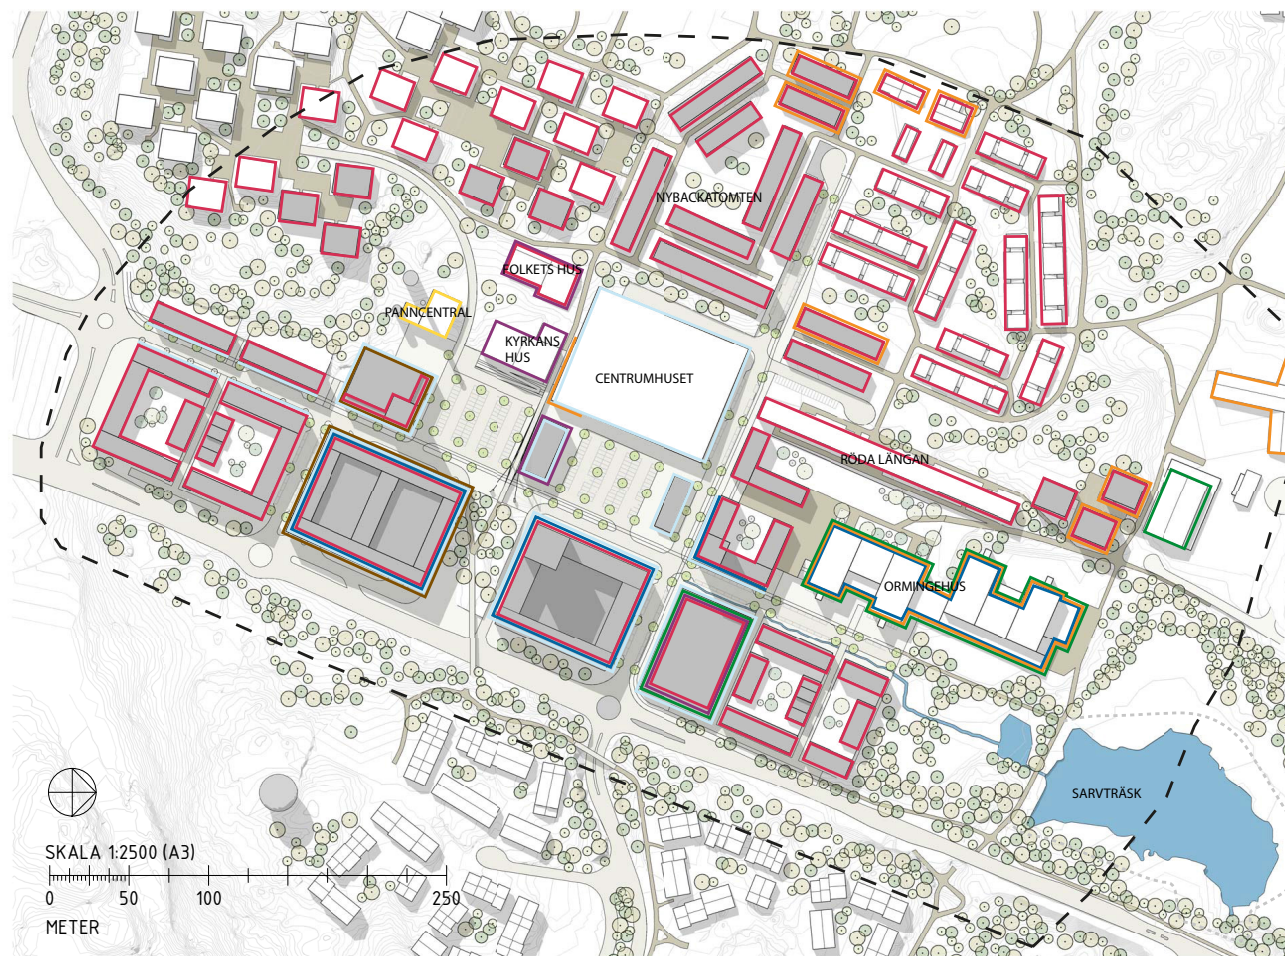 NYBACKATOMTEN
FOLKETS HUS
PANNCENTRAL
KYRKANS
HUS
CENTRUMHUSET
RÖDA LÄNGAN
ORMINGEHUS
SARVTRÄSK
SKALA 1:2500 (A3)
0 50 100 250
METER